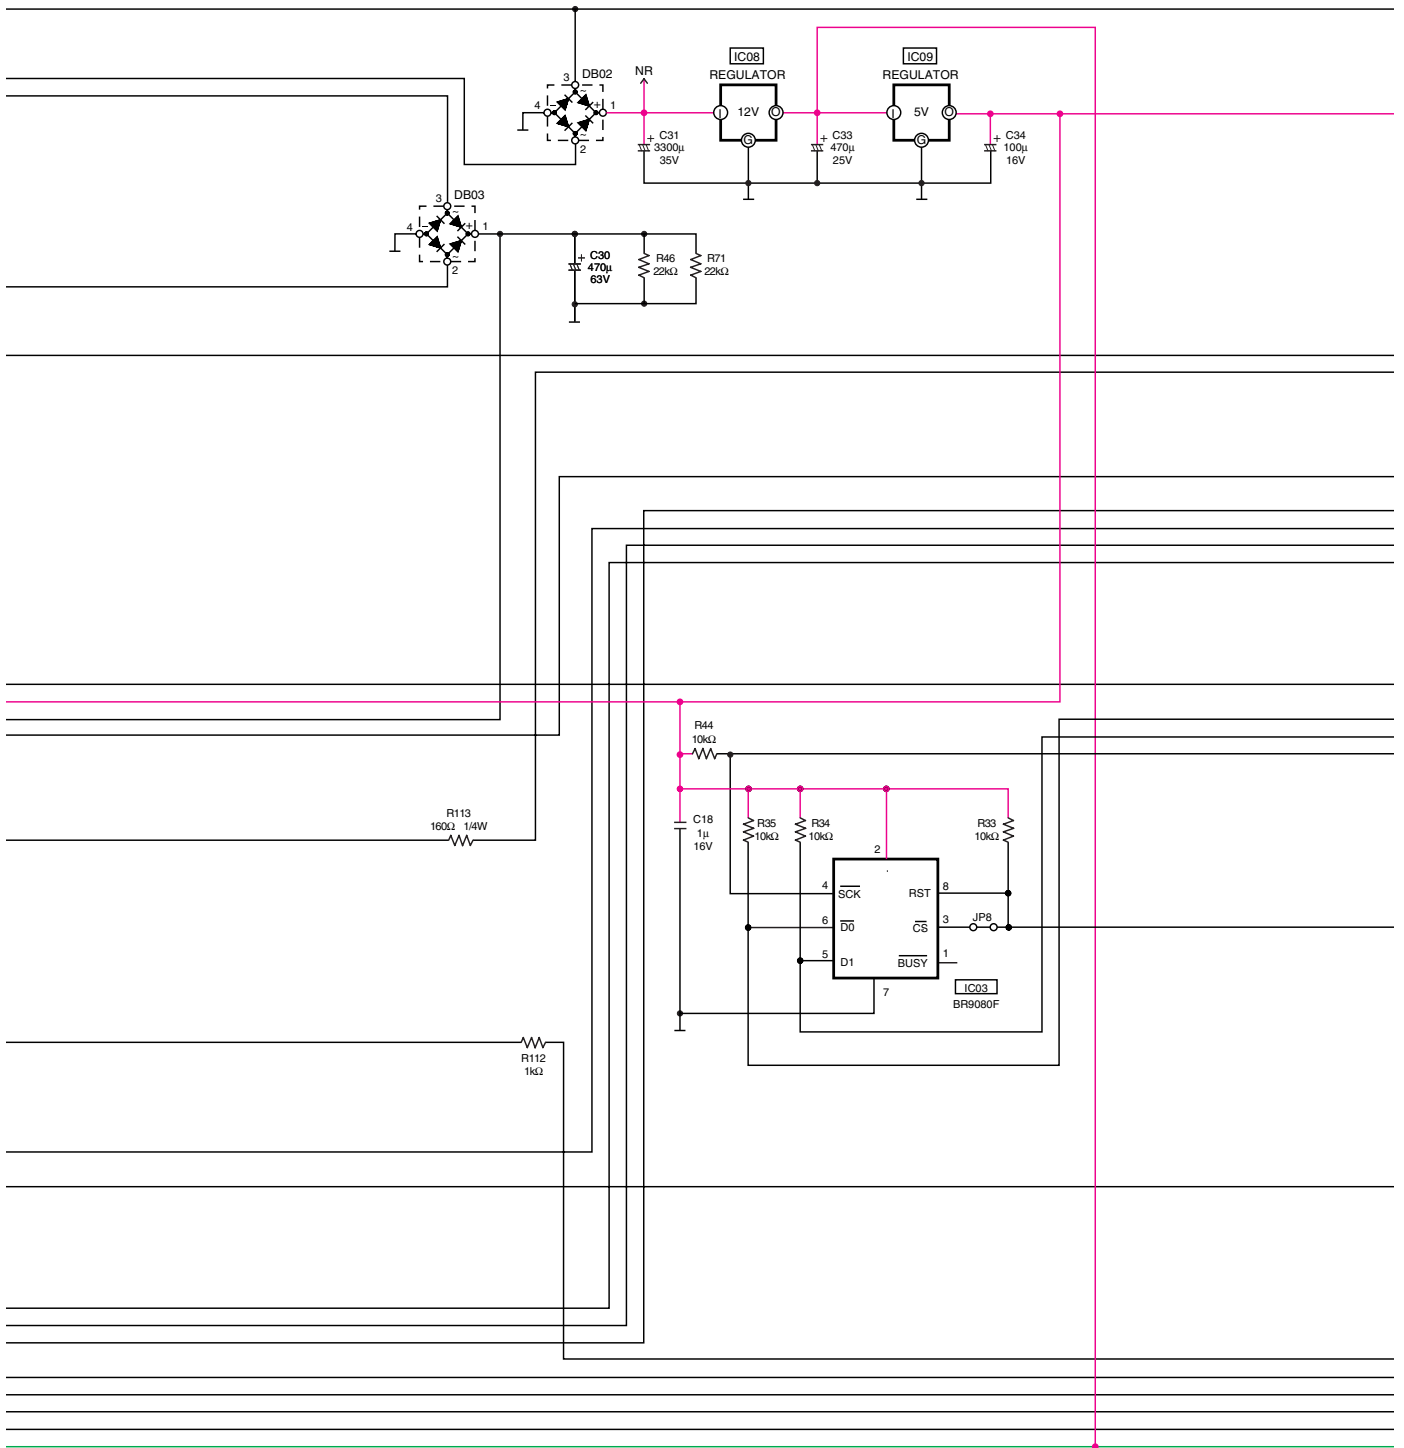 IC08
IC09
NR
REGULATOR
REGULATOR
DB02
3
~
4
−
+
1
~
2
I
12V
O
G
I
5V
O
G
+ C31
3300μ
35V
+ C33
470μ
25V
+ C34
100μ
16V
DB03
3
~
4
−
+
1
~
2
+ C30
470μ
63V
R46
22kΩ
R71
22kΩ
R44
10kΩ
R113
160Ω 1/4W
C18
1μ
16V
R35
10kΩ
R34
10kΩ
R33
10kΩ
2
4
SCK
RST
8
6
D0
CS
3
JP8
5
D1
BUSY
1
7
IC03
BR9080F
R112
1kΩ